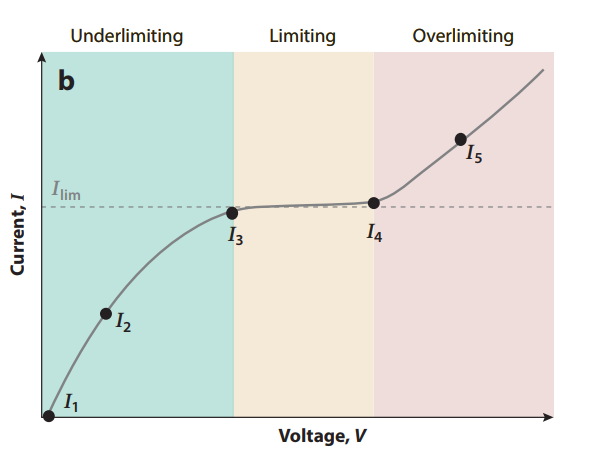 Underlimiting Limiting Overlimiting
b
Ilim
I5
I3
I4
I2
I1
Current, I
Voltage, V